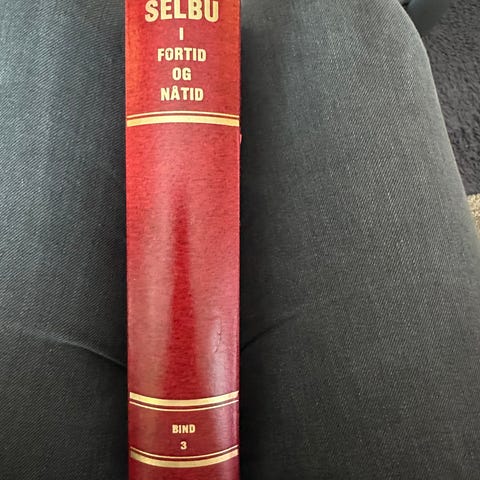 SELBU
I
FORTID
OG
NÅTID
BIND
3